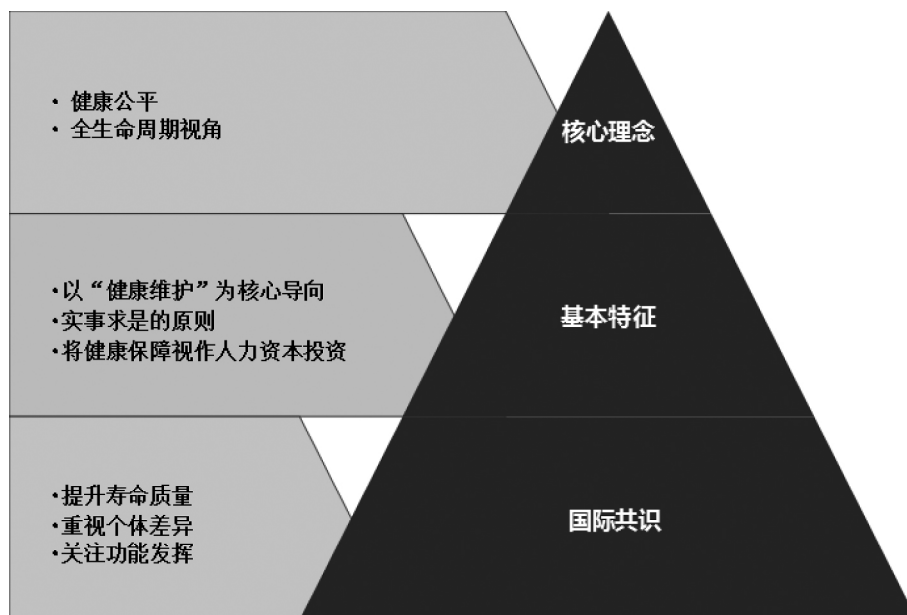 • 健康公平
• 全生命周期视角
核心理念
•以“健康维护”为核心导向
•实事求是的原则
•将健康保障视作人力资本投资
基本特征
•提升寿命质量
•重视个体差异
•关注功能发挥
国际共识